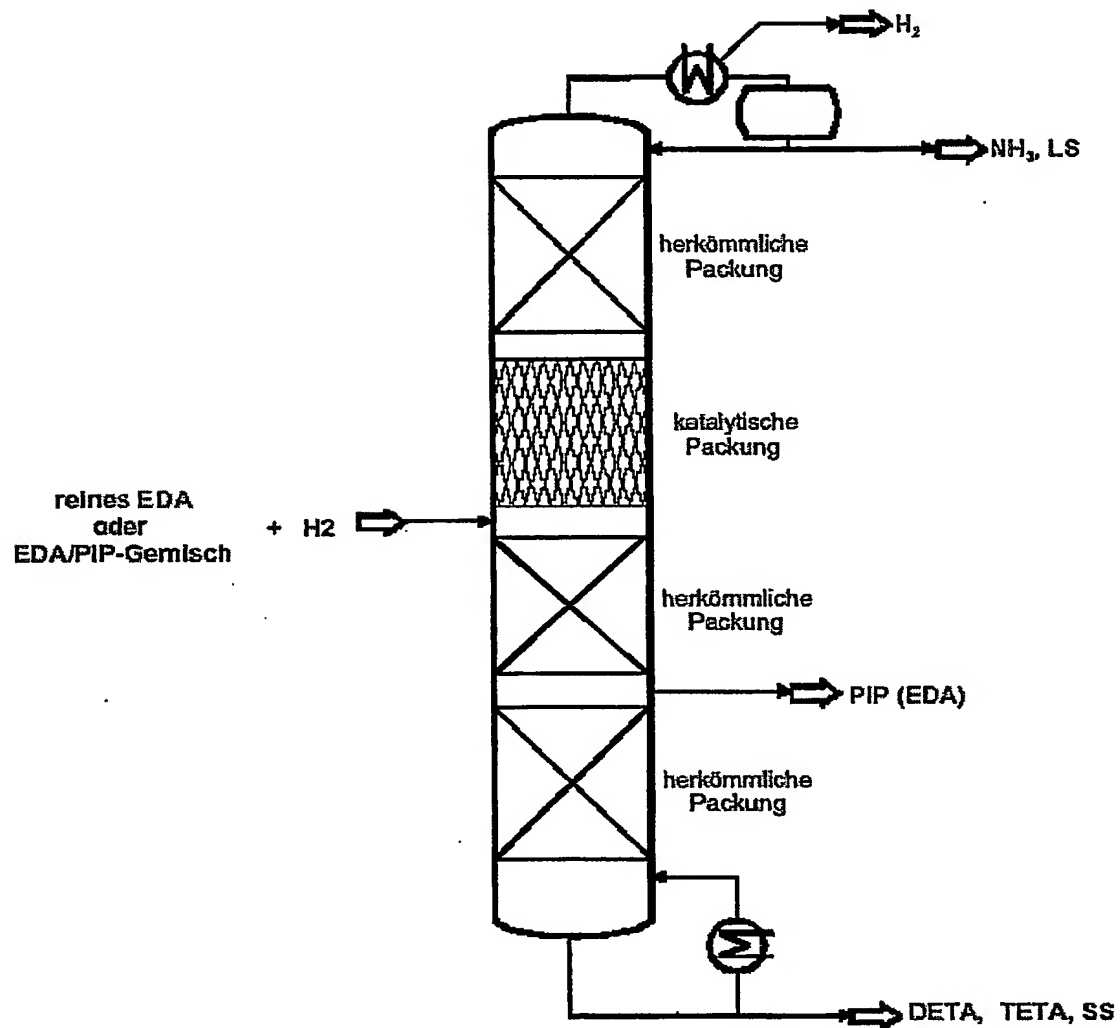 H₂
NH₃, LS
herkömmliche
Packung
katalytische
Packung
reines EDA
oder
EDA/PIP-Gemisch
+ H2
herkömmliche
Packung
PIP (EDA)
herkömmliche
Packung
DETA, TETA, SS